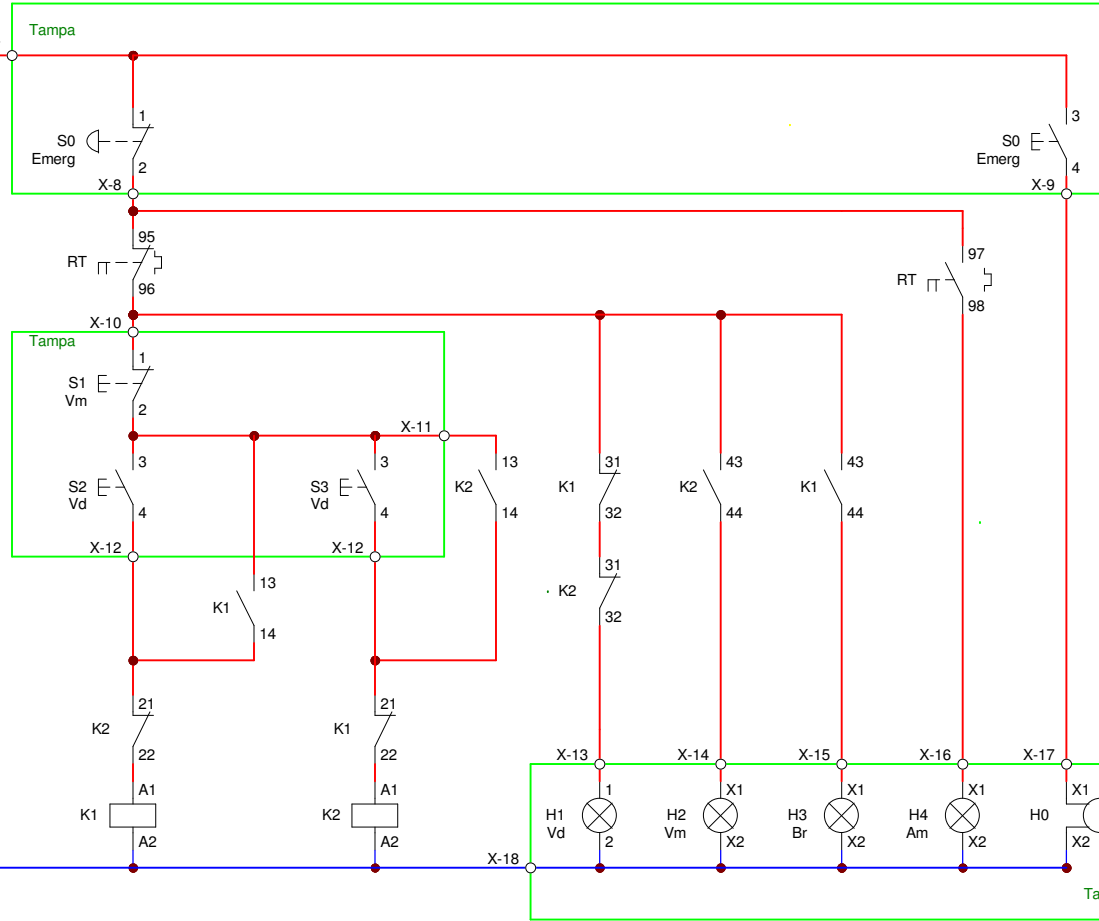 Tampa
1
3
S0
Emerg
S0
Emerg
2
4
X-8
X-9
95
97
RT
RT
96
98
X-10
Tampa
1
S1
Vm
2
X-11
3
3
13
31
43
43
S2
Vd
S3
Vd
K2
K1
K2
K1
4
4
14
32
44
44
X-12
X-12
31
13
K2
K1
32
14
21
21
K2
K1
22
22
X-13
X-14
X-15
X-16
X-17
A1
A1
1
X1
X1
X1
X1
K1
K2
H1
Vd
H2
Vm
H3
Br
H4
Am
H0
A2
A2
2
X2
X2
X2
X2
X-18
Ta